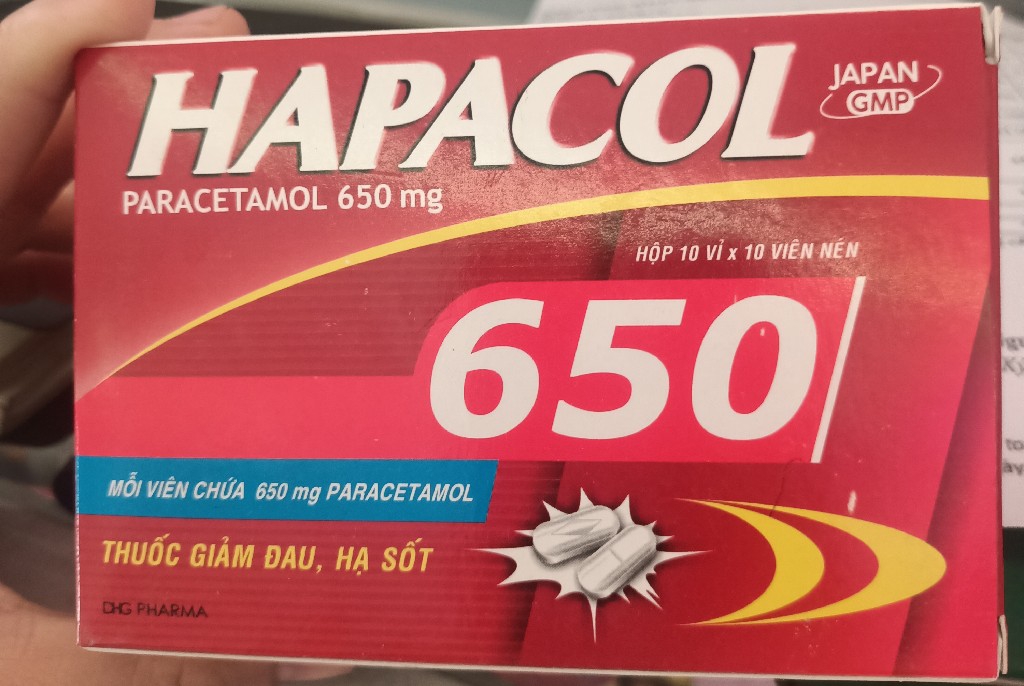 HAPACOL
JAPAN
GMP
PARACETAMOL 650 mg
HỘP 10 VỈ x 10 VIÊN NÉN
650
MỖI VIÊN CHỨA 650 mg PARACETAMOL
THUỐC GIẢM ĐAU, HẠ SỐT
DHG PHARMA